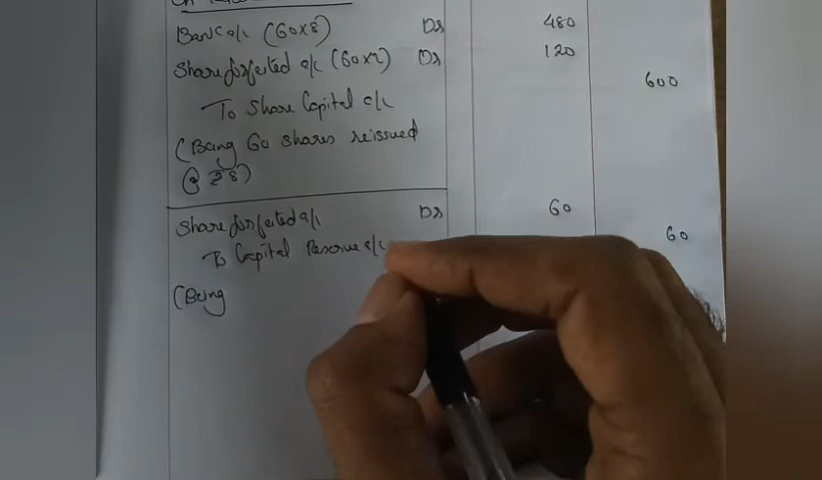 Bank a/c (60x8) Dr 480
Share forfeited a/c (60x2) Dr 120
To Share Capital a/c 600
(Being 60 shares reissued
@ ₹8)
Share forfeited a/c Dr 60
To Capital Reserve a/c 60
(Being